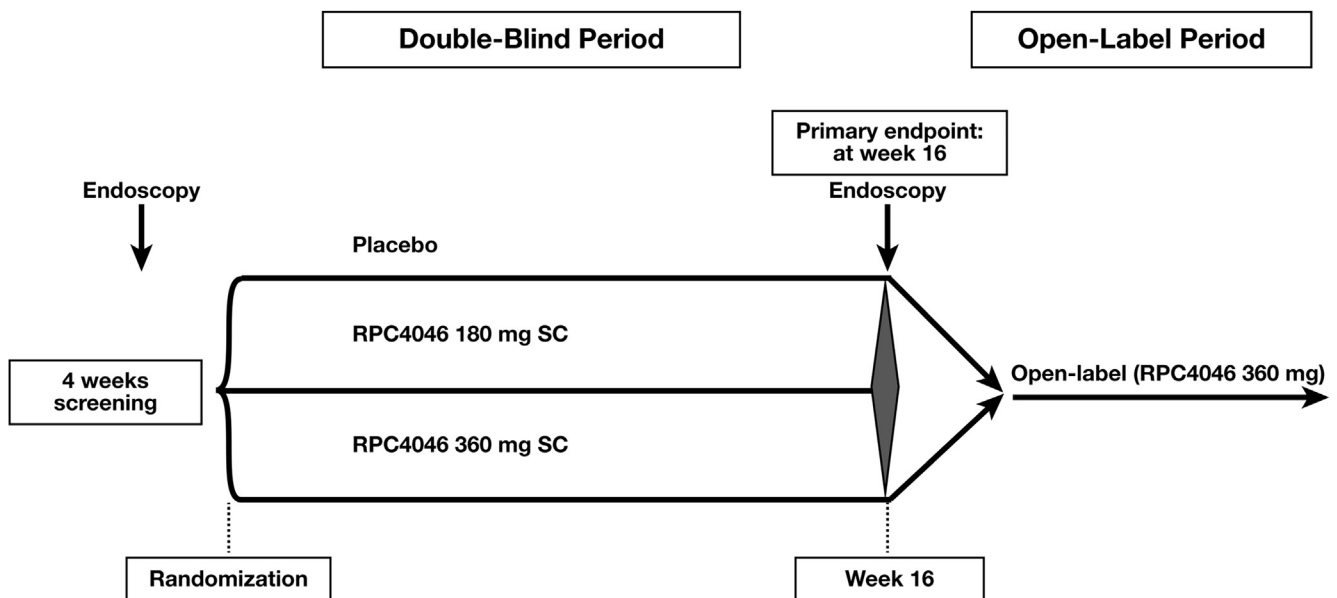 Double-Blind Period
Open-Label Period
Primary endpoint:
at week 16
Endoscopy
Endoscopy
Placebo
RPC4046 180 mg SC
4 weeks
screening
Open-label (RPC4046 360 mg)
RPC4046 360 mg SC
Randomization
Week 16